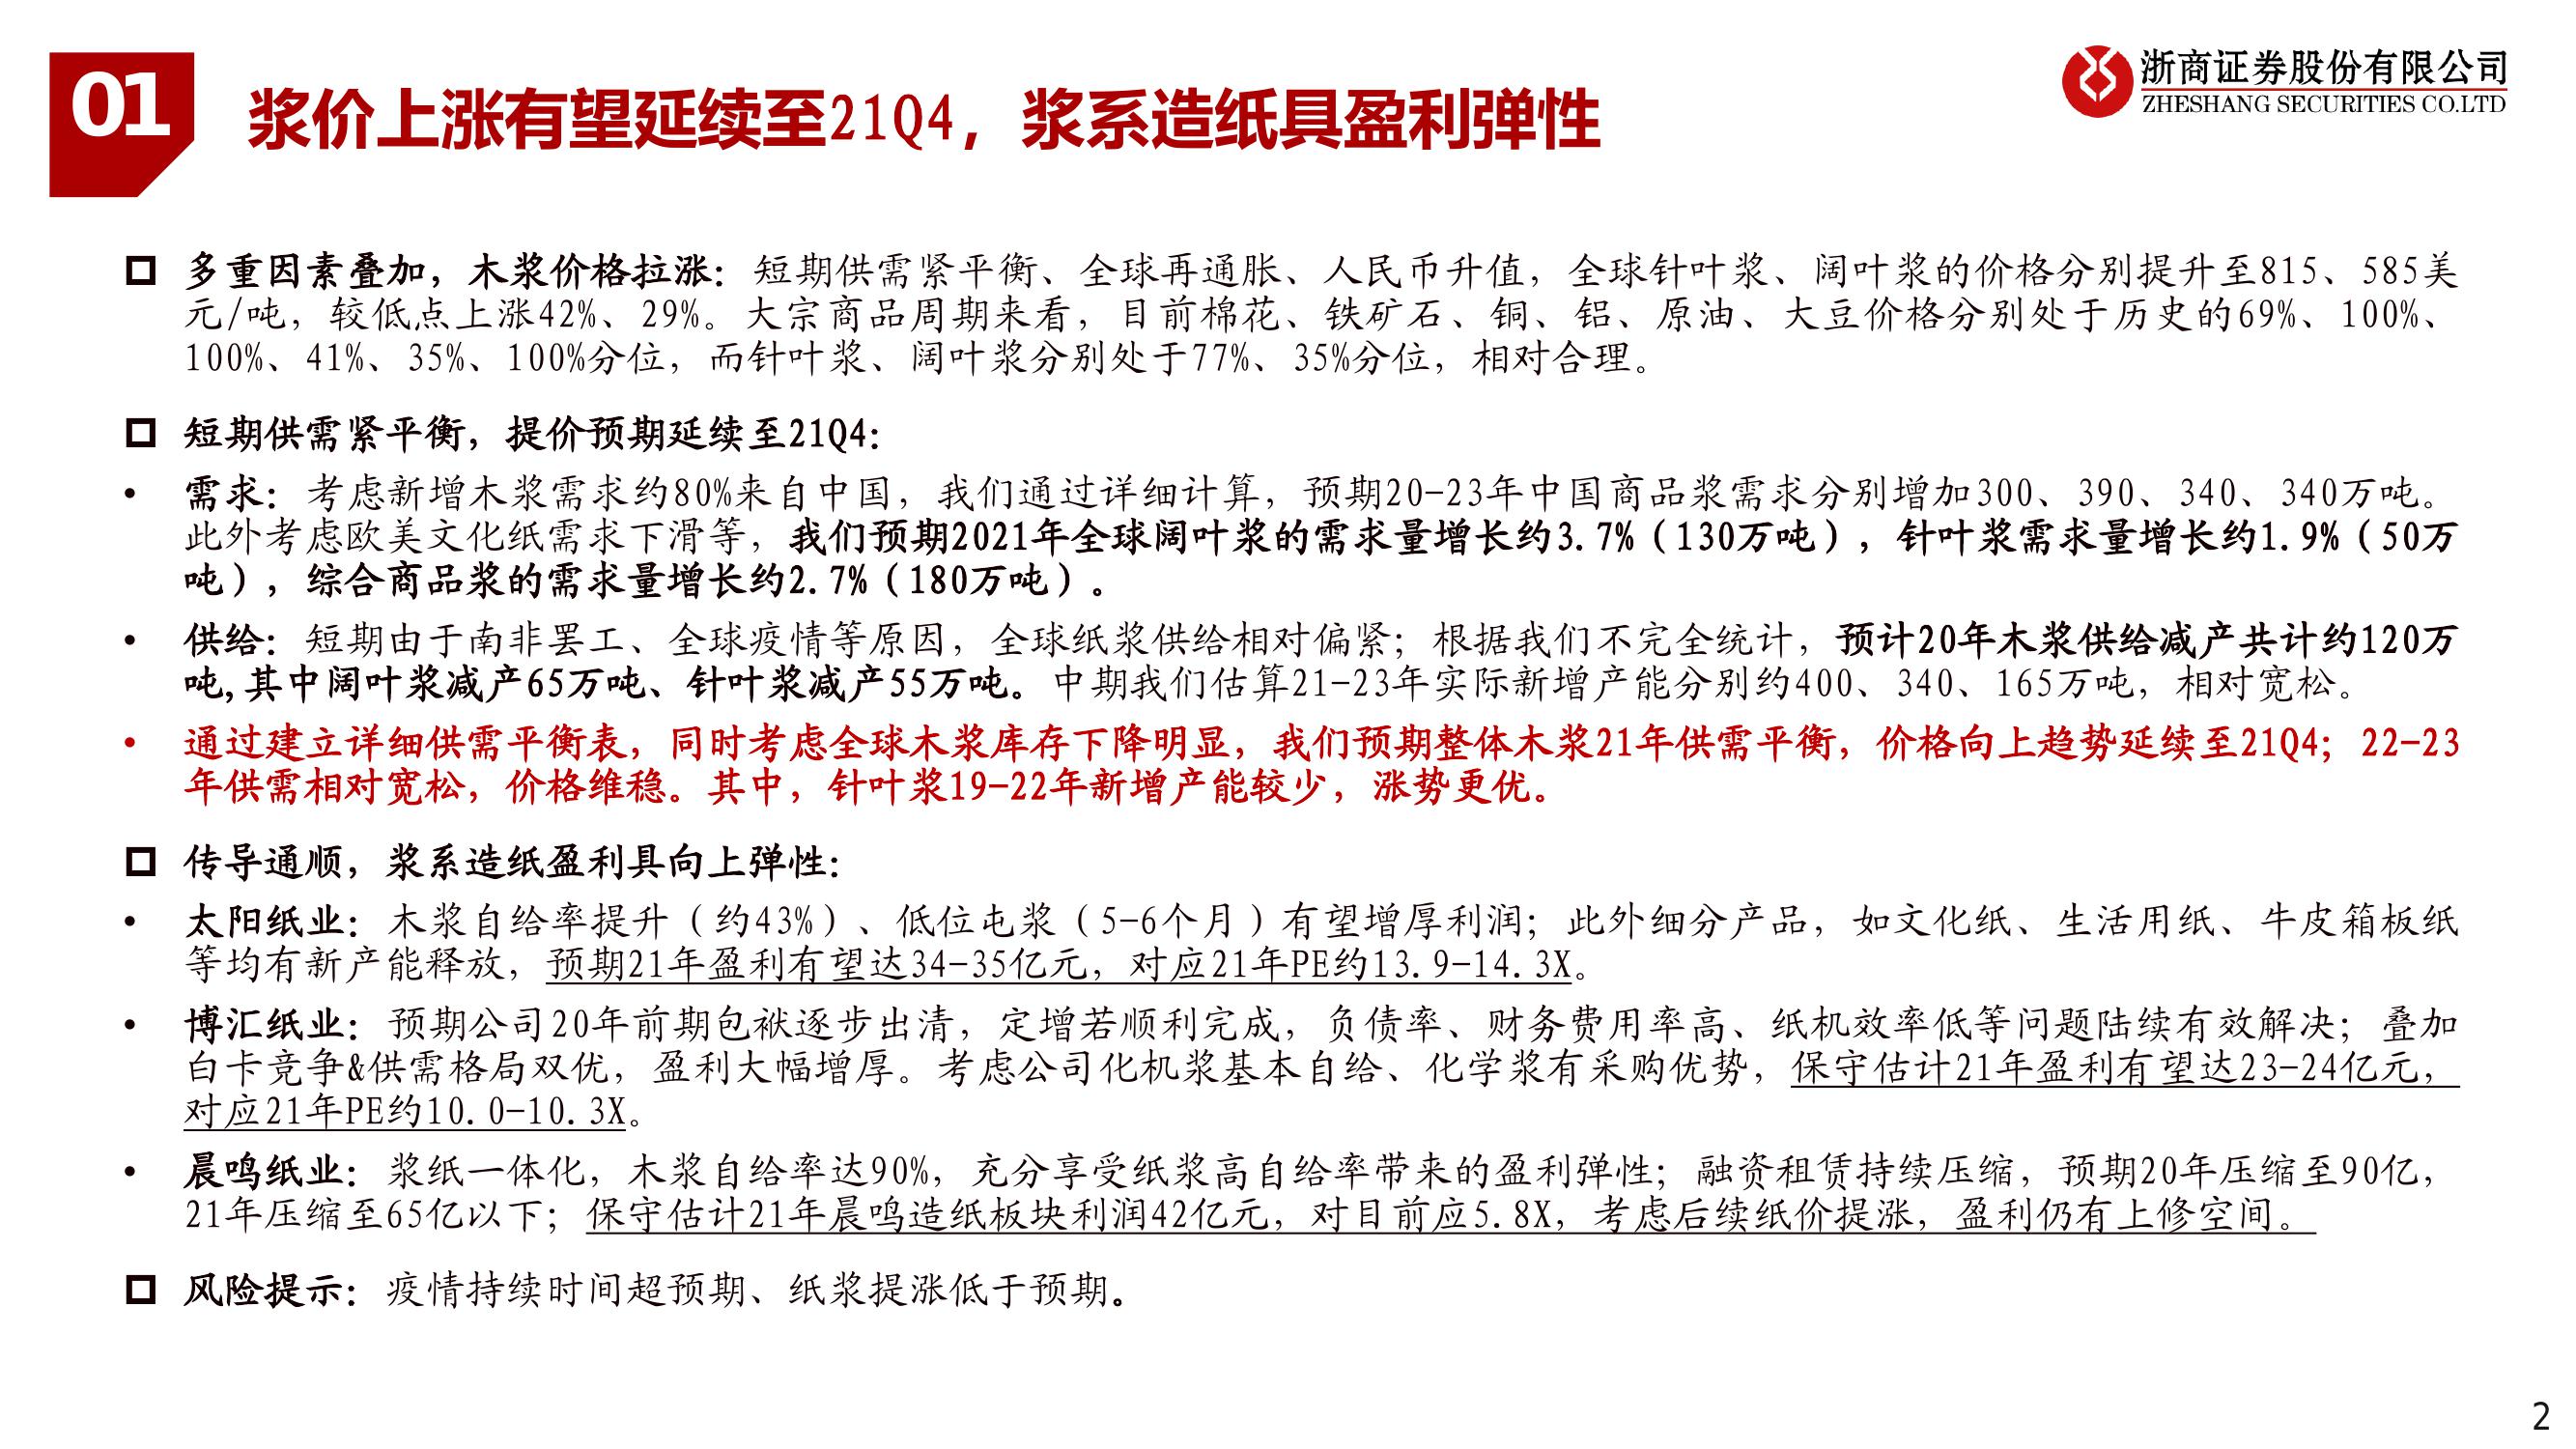 01
浆价上涨有望延续至21Q4，浆系造纸具盈利弹性
浙商证券股份有限公司
ZHESHANG SECURITIES CO.LTD
多重因素叠加，木浆价格拉涨：短期供需紧平衡、全球再通胀、人民币升值，全球针叶浆、阔叶浆的价格分别提升至815、585美
元/吨，较低点上涨42%、29%。大宗商品周期来看，目前棉花、铁矿石、铜、铝、原油、大豆价格分别处于历史的69%、100%、
100%、41%、35%、100%分位，而针叶浆、阔叶浆分别处于77%、35%分位，相对合理。
短期供需紧平衡，提价预期延续至21Q4：
• 需求：考虑新增木浆需求约80%来自中国，我们通过详细计算，预期20-23年中国商品浆需求分别增加300、390、340、340万吨。
此外考虑欧美文化纸需求下滑等，我们预期2021年全球阔叶浆的需求量增长约3.7%（130万吨），针叶浆需求量增长约1.9%（50万
吨），综合商品浆的需求量增长约2.7%（180万吨）。
• 供给：短期由于南非罢工、全球疫情等原因，全球纸浆供给相对偏紧；根据我们不完全统计，预计20年木浆供给减产共计约120万
吨,其中阔叶浆减产65万吨、针叶浆减产55万吨。中期我们估算21-23年实际新增产能分别约400、340、165万吨，相对宽松。
• 通过建立详细供需平衡表，同时考虑全球木浆库存下降明显，我们预期整体木浆21年供需平衡，价格向上趋势延续至21Q4；22-23
年供需相对宽松，价格维稳。其中，针叶浆19-22年新增产能较少，涨势更优。
传导通顺，浆系造纸盈利具向上弹性：
• 太阳纸业：木浆自给率提升（约43%）、低位屯浆（5-6个月）有望增厚利润；此外细分产品，如文化纸、生活用纸、牛皮箱板纸
等均有新产能释放，预期21年盈利有望达34-35亿元，对应21年PE约13.9-14.3X。
• 博汇纸业：预期公司20年前期包袱逐步出清，定增若顺利完成，负债率、财务费用率高、纸机效率低等问题陆续有效解决；叠加
白卡竞争&供需格局双优，盈利大幅增厚。考虑公司化机浆基本自给、化学浆有采购优势，保守估计21年盈利有望达23-24亿元，
对应21年PE约10.0-10.3X。
• 晨鸣纸业：浆纸一体化，木浆自给率达90%，充分享受纸浆高自给率带来的盈利弹性；融资租赁持续压缩，预期20年压缩至90亿，
21年压缩至65亿以下；保守估计21年晨鸣造纸板块利润42亿元，对目前应5.8X，考虑后续纸价提涨，盈利仍有上修空间。
风险提示：疫情持续时间超预期、纸浆提涨低于预期。
2